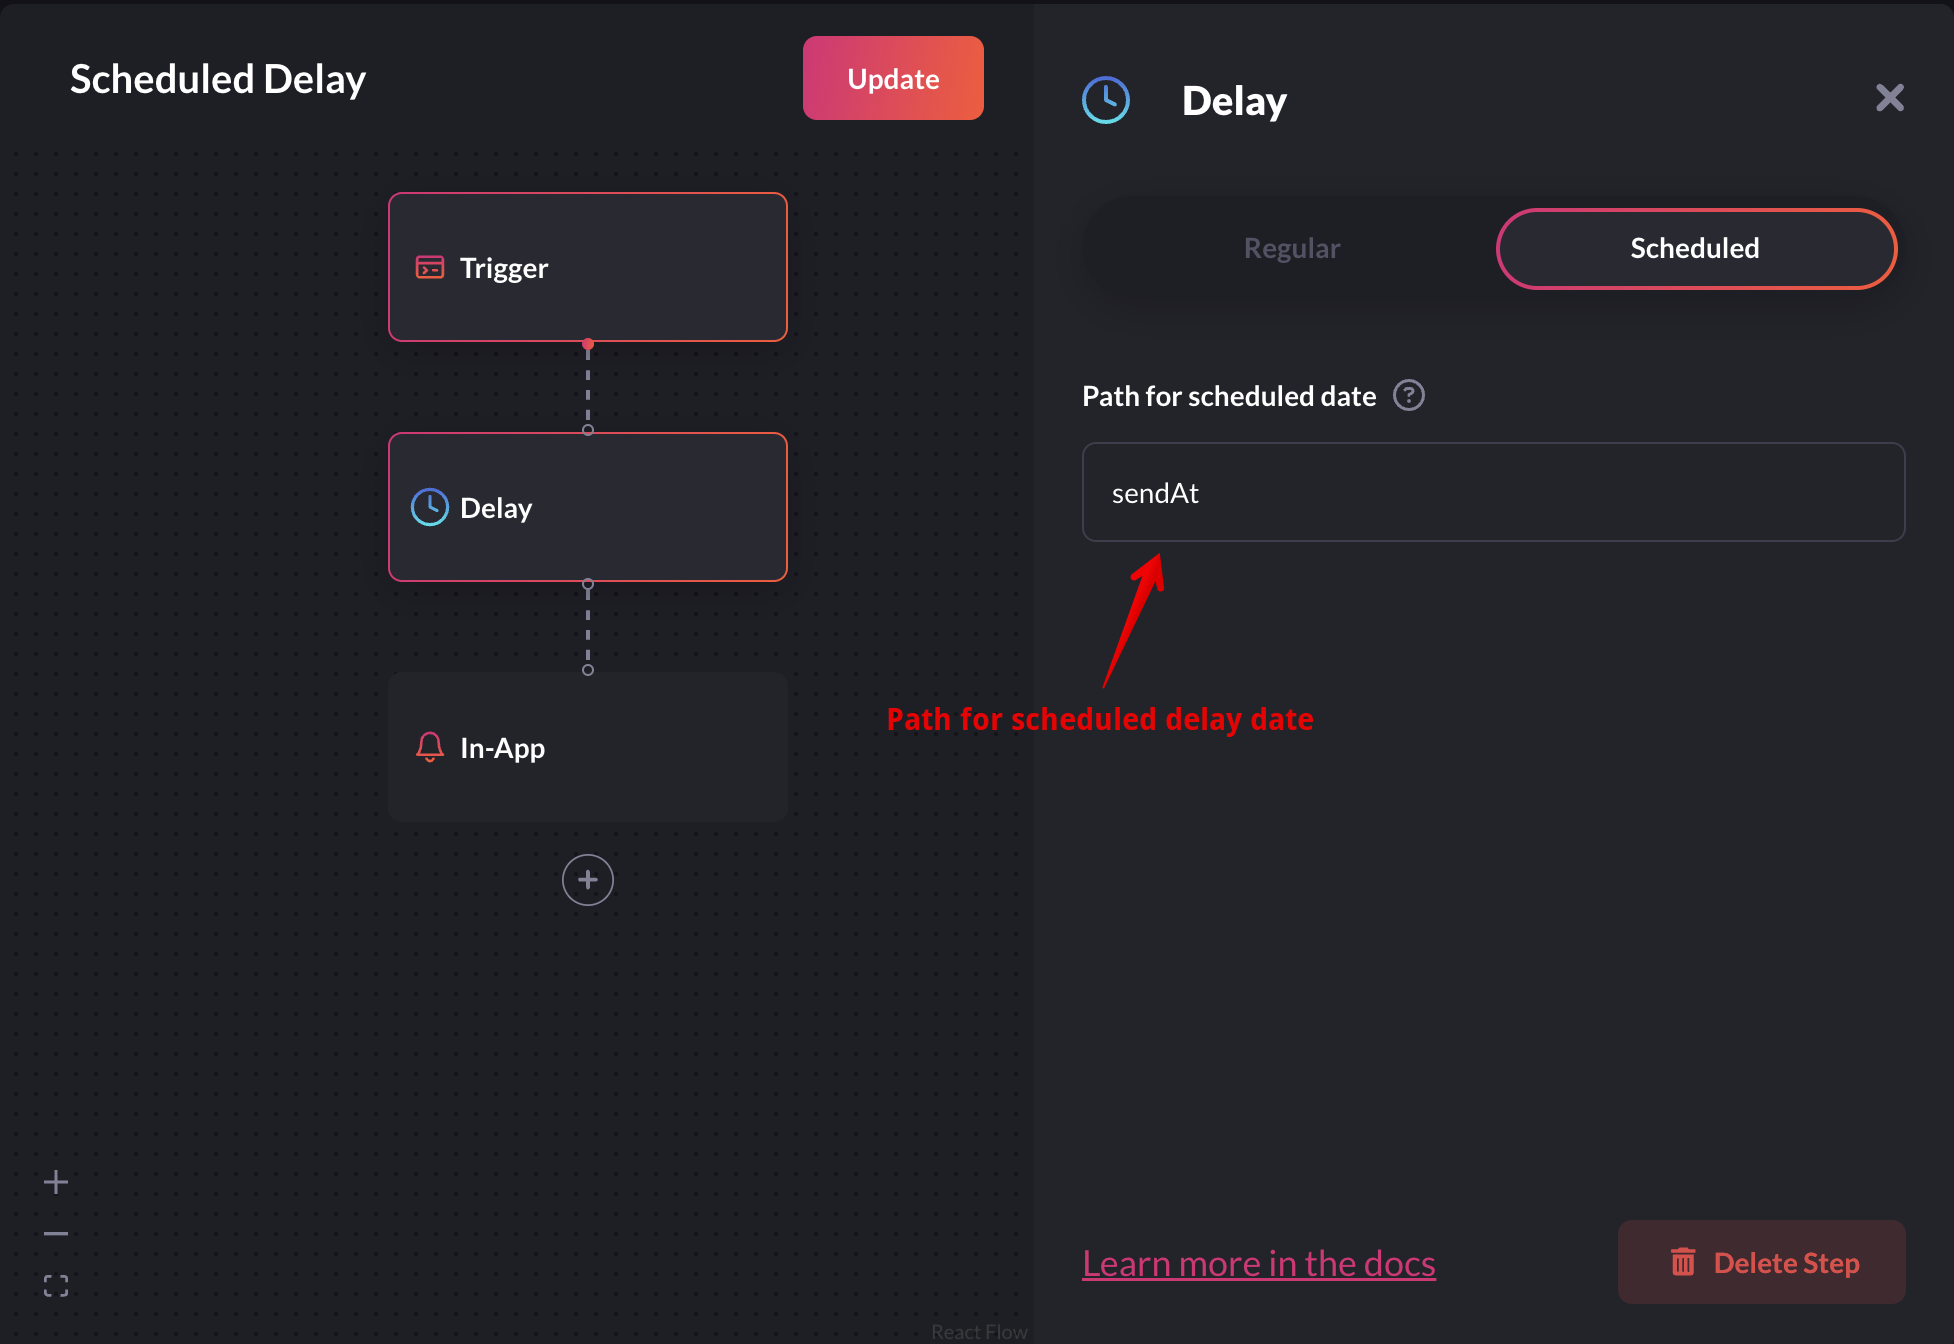 Scheduled Delay
Update
Trigger
Delay
In-App
React Flow
Delay
Regular
Scheduled
Path for scheduled date
sendAt
Path for scheduled delay date
Learn more in the docs
Delete Step